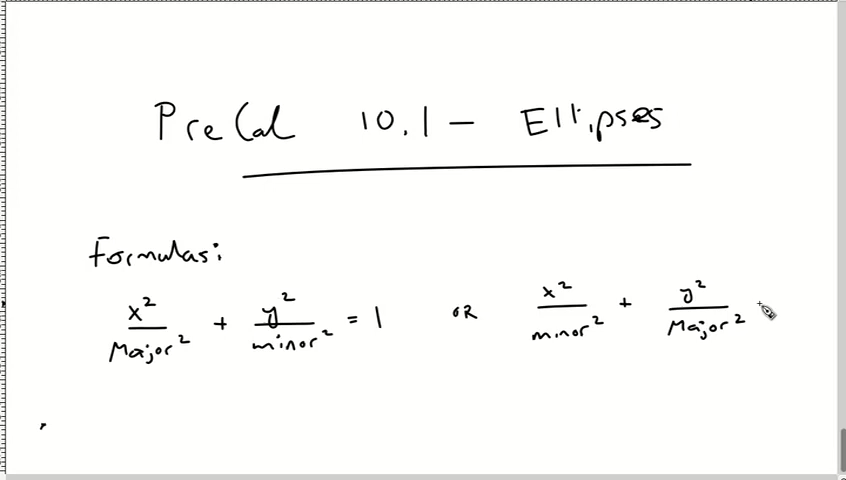 PreCal 10.1 - Ellipses
Formulas:
x²/Major² + y²/minor² = 1 OR x²/minor² + y²/Major²